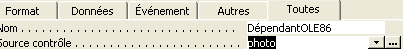 Format Données Événement Autres Toutes
Nom . . . . . . . . . . . . . . . . . . . . . . . . . DépendantOLE86
Source contrôle . . . . . . . . . . . . . . . . . photo ...